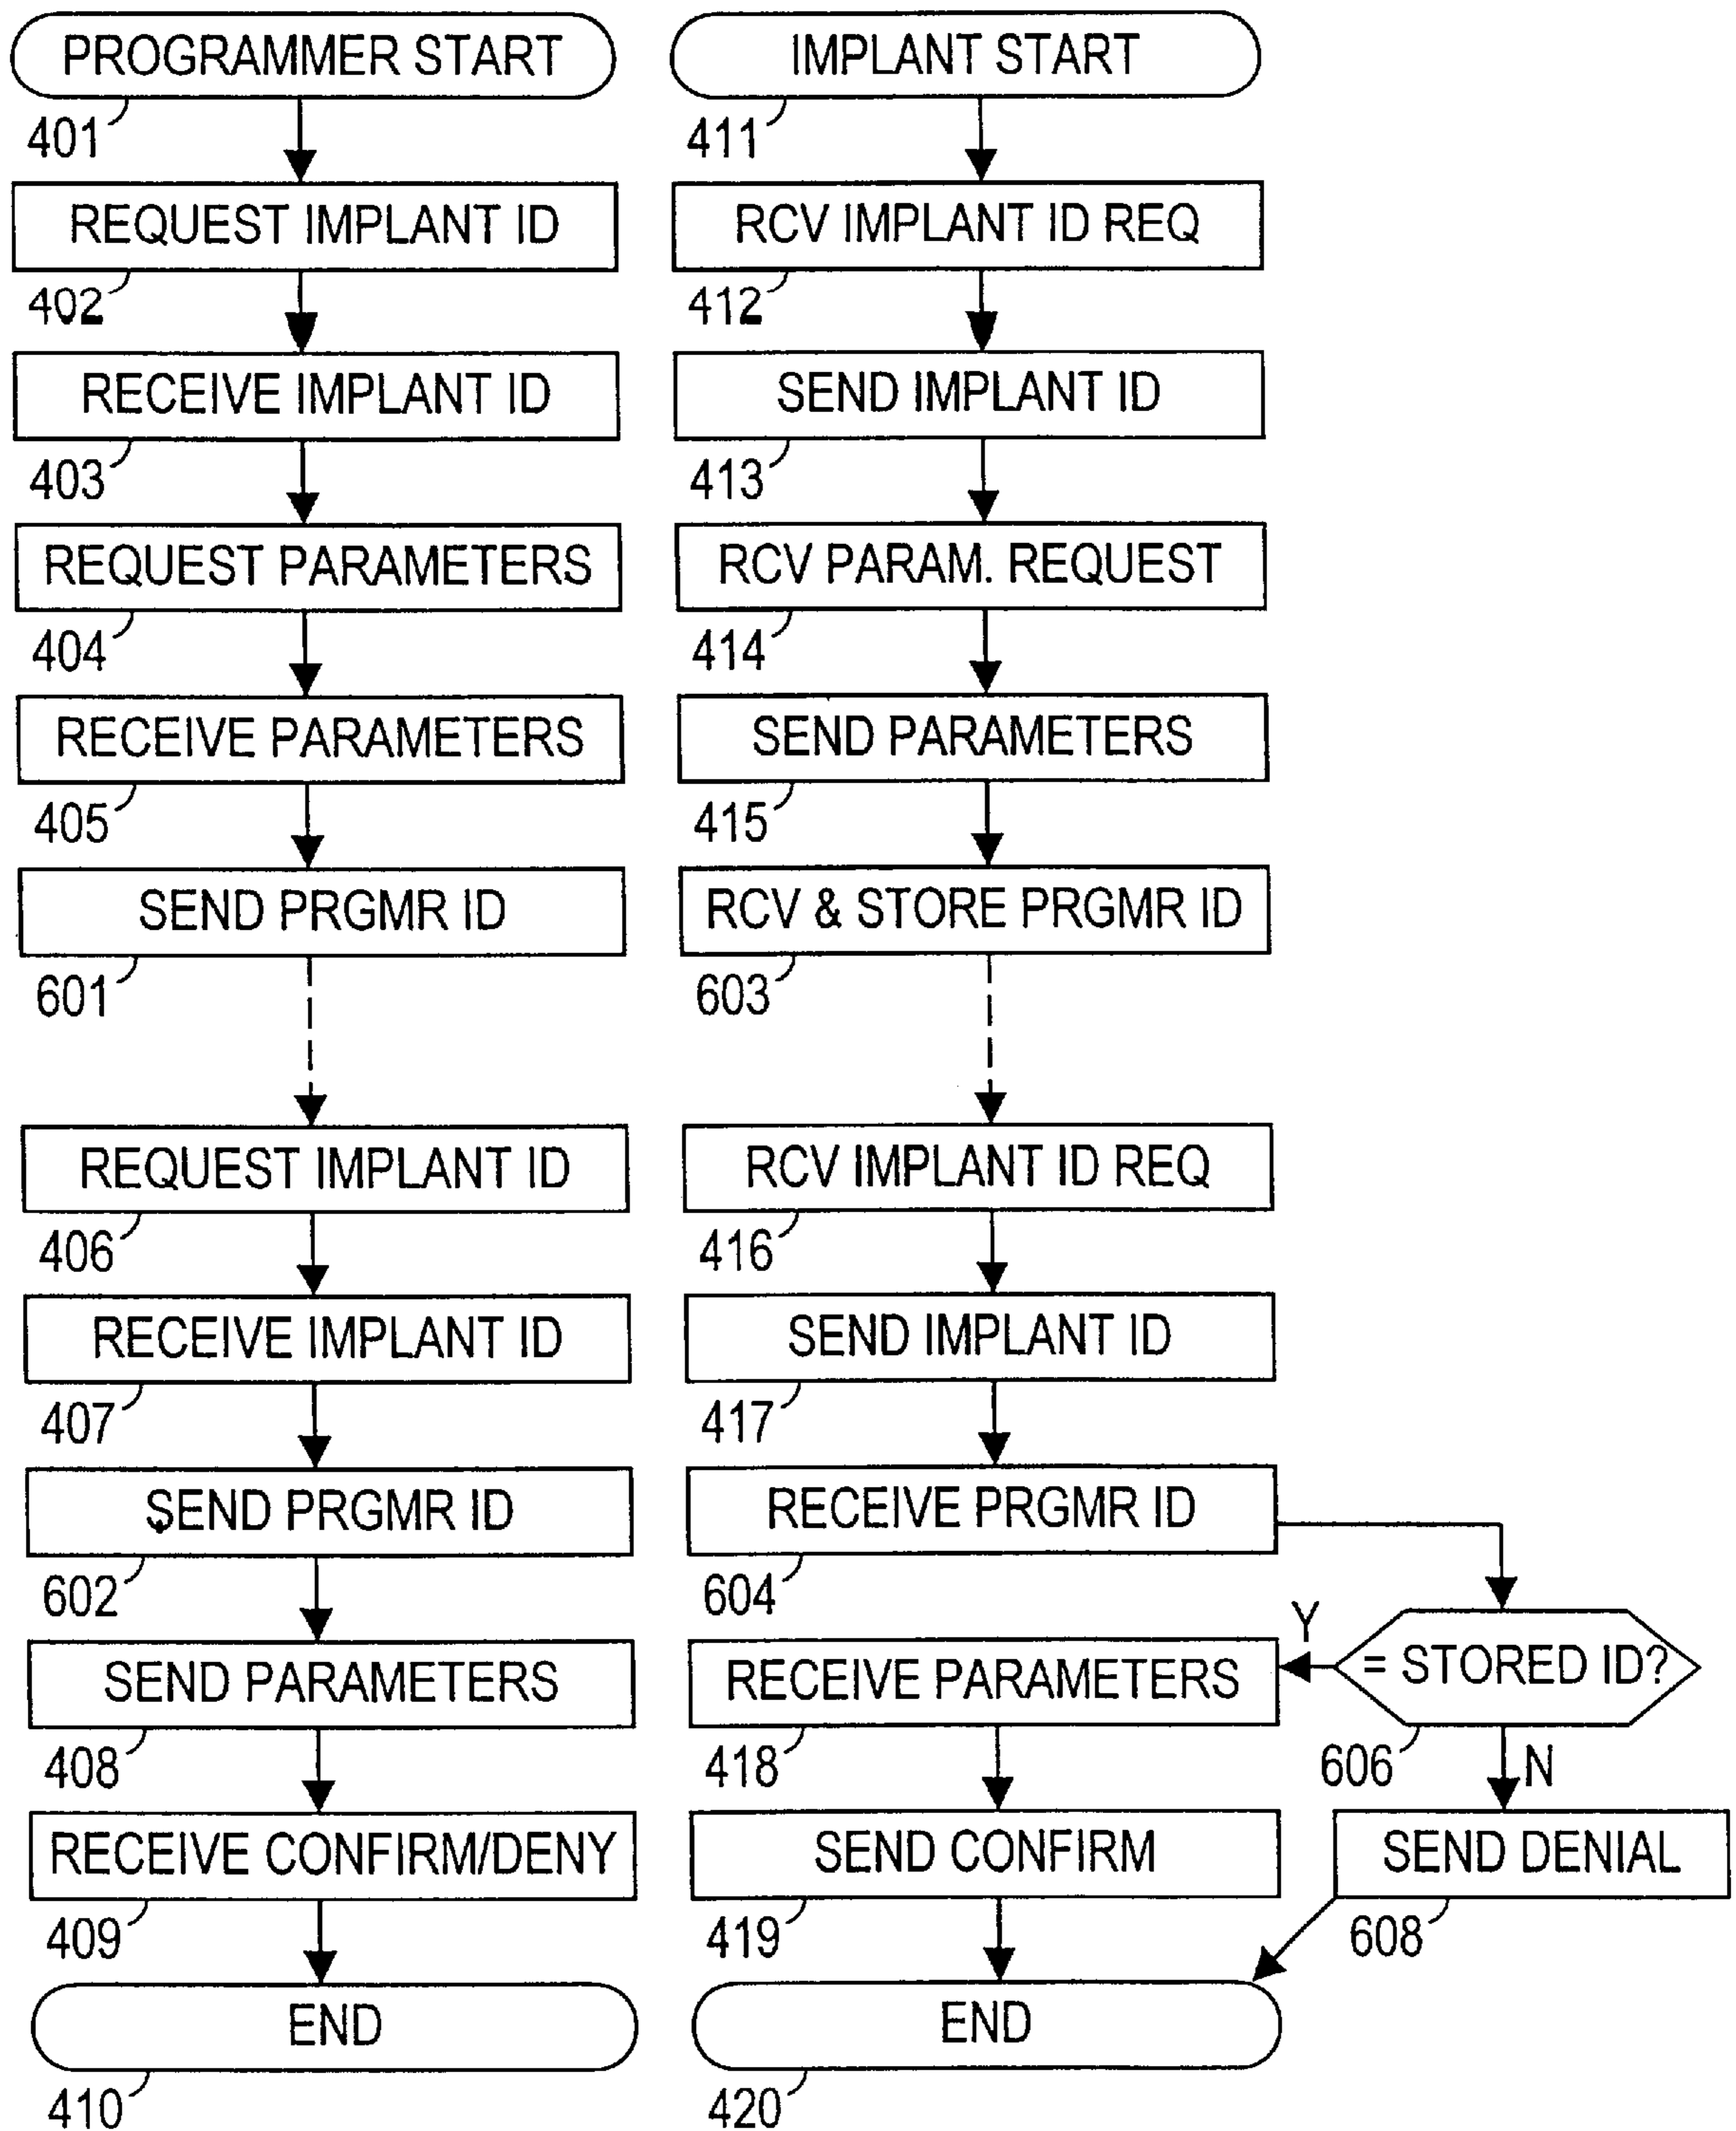 PROGRAMMER START
401
REQUEST IMPLANT ID
402
RECEIVE IMPLANT ID
403
REQUEST PARAMETERS
404
RECEIVE PARAMETERS
405
SEND PRGMR ID
601
REQUEST IMPLANT ID
406
RECEIVE IMPLANT ID
407
SEND PRGMR ID
602
SEND PARAMETERS
408
RECEIVE CONFIRM/DENY
409
END
410
IMPLANT START
411
RCV IMPLANT ID REQ
412
SEND IMPLANT ID
413
RCV PARAM. REQUEST
414
SEND PARAMETERS
415
RCV & STORE PRGMR ID
603
RCV IMPLANT ID REQ
416
SEND IMPLANT ID
417
RECEIVE PRGMR ID
604
= STORED ID?
606
Y
N
RECEIVE PARAMETERS
418
SEND CONFIRM
419
SEND DENIAL
608
END
420